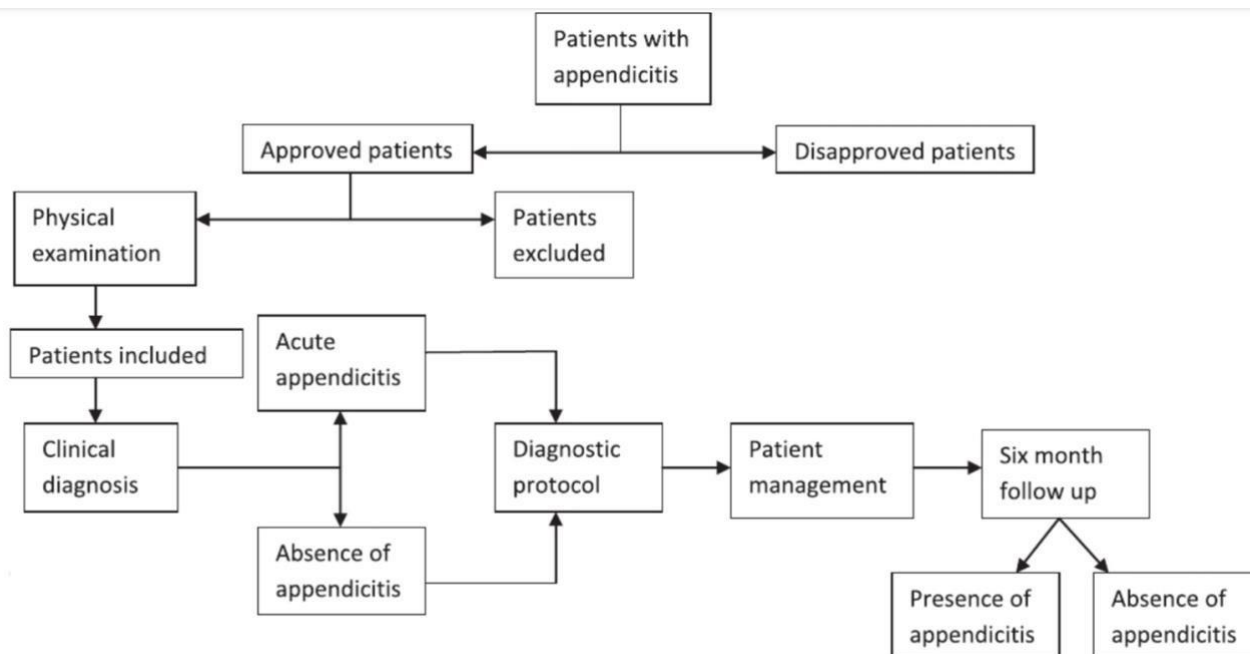 Patients with
appendicitis
Approved patients
Disapproved patients
Physical
examination
Patients
excluded
Patients included
Acute
appendicitis
Clinical
diagnosis
Diagnostic
protocol
Patient
management
Six month
follow up
Absence of
appendicitis
Presence of
appendicitis
Absence of
appendicitis